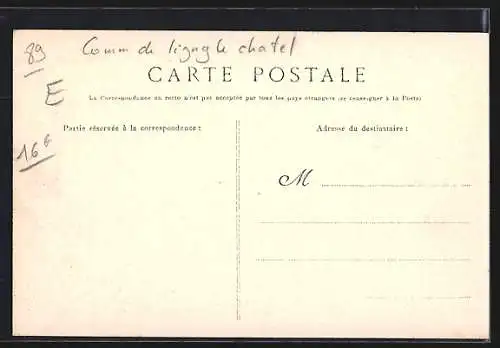 89 Comm de ligny le chatel
CARTE POSTALE
E
La Correspondance au recto n'est pas acceptée par tous les pays étrangers (se renseigner à la Poste)
Partie réservée à la correspondance :
Adresse du destinataire :
16 €
M